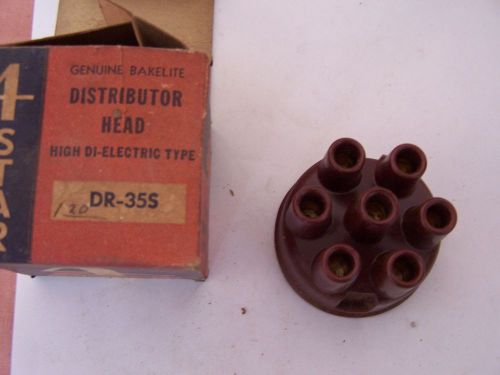 4
STAR
GENUINE BAKELITE
DISTRIBUTOR
HEAD
HIGH DI-ELECTRIC TYPE
120
DR-35S